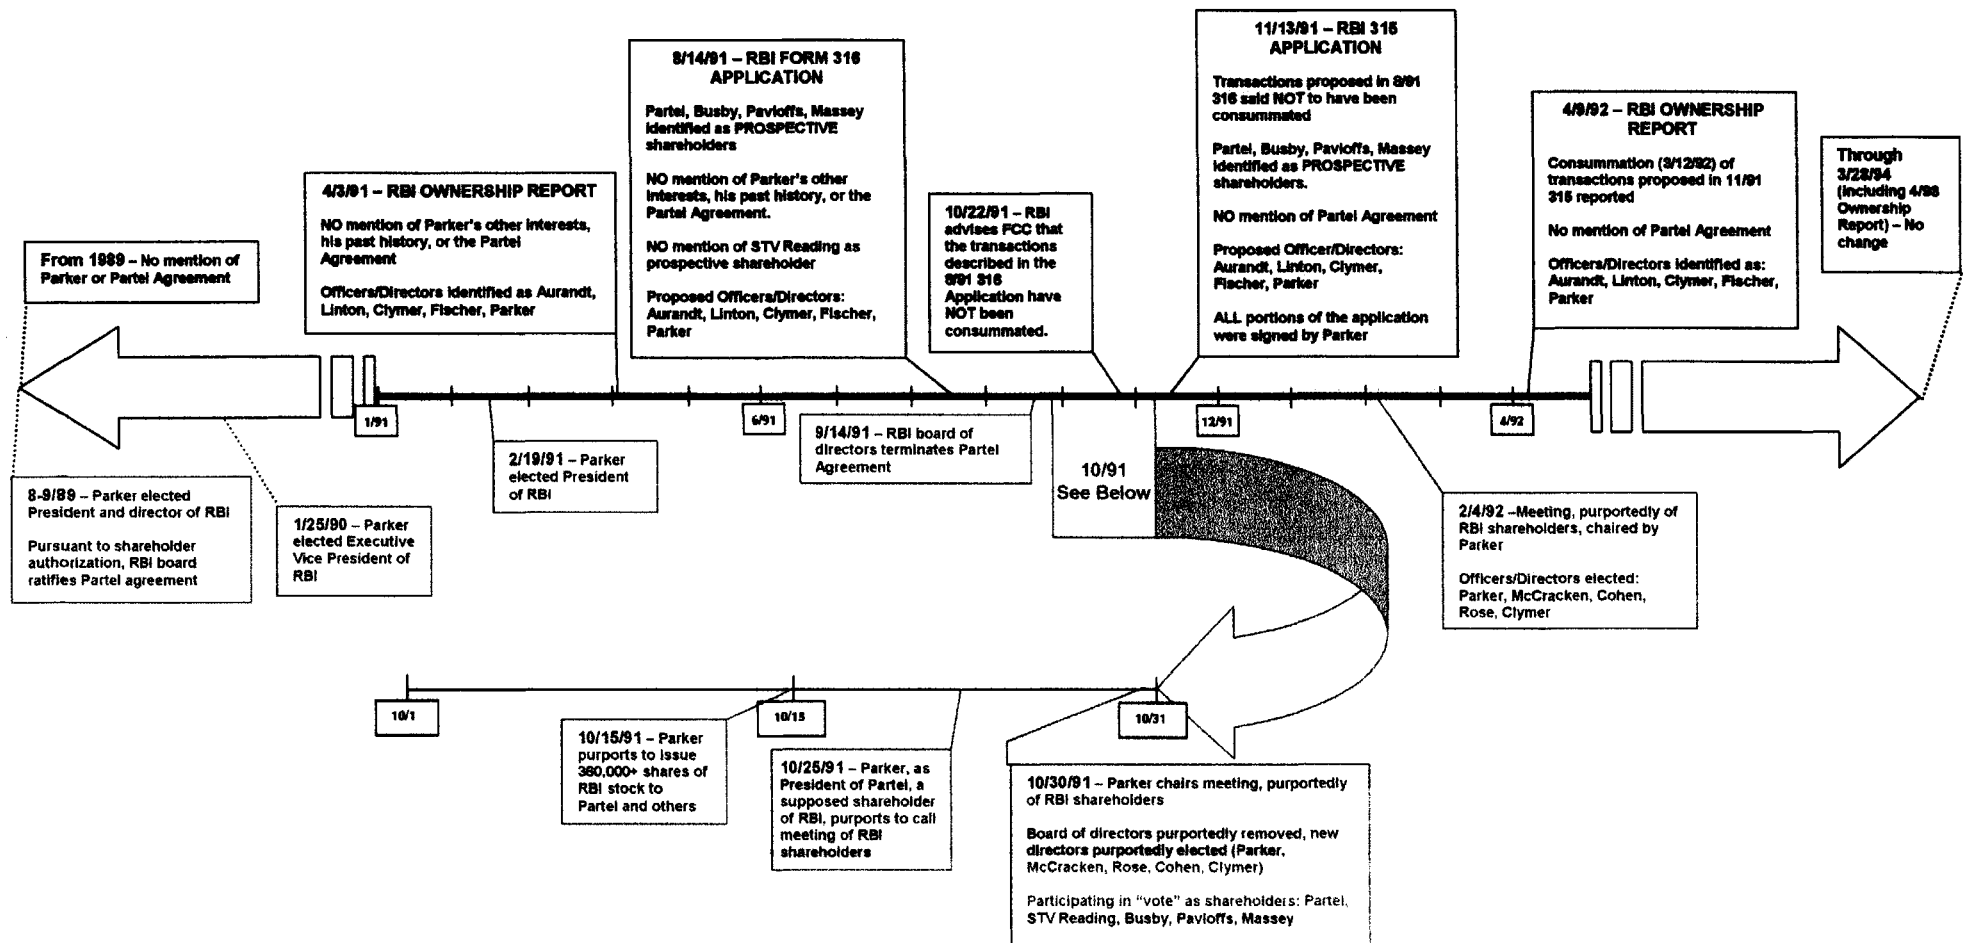 From 1989 – No mention of
Parker or Partel Agreement
4/3/91 – RBI OWNERSHIP REPORT
NO mention of Parker's other interests,
his past history, or the Partel
Agreement
Officers/Directors identified as Aurandt,
Linton, Clymer, Fischer, Parker
8/14/91 – RBI FORM 316
APPLICATION
Partel, Busby, Pavloffs, Massey
identified as PROSPECTIVE
shareholders
NO mention of Parker's other
interests, his past history, or the
Partel Agreement.
NO mention of STV Reading as
prospective shareholder
Proposed Officers/Directors:
Aurandt, Linton, Clymer, Fischer,
Parker
10/22/91 – RBI
advises FCC that
the transactions
described in the
8/91 316
Application have
NOT been
consummated.
11/13/91 – RBI 315
APPLICATION
Transactions proposed in 8/91
316 said NOT to have been
consummated
Partel, Busby, Pavloffs, Massey
identified as PROSPECTIVE
shareholders.
NO mention of Partel Agreement
Proposed Officer/Directors:
Aurandt, Linton, Clymer,
Fischer, Parker
ALL portions of the application
were signed by Parker
4/9/92 – RBI OWNERSHIP
REPORT
Consummation (3/12/92) of
transactions proposed in 11/91
315 reported
No mention of Partel Agreement
Officers/Directors identified as:
Aurandt, Linton, Clymer, Fischer,
Parker
Through
3/28/94
(including 4/98
Ownership
Report) – No
change
1/91
6/91
12/91
4/92
8-9/89 – Parker elected
President and director of RBI
Pursuant to shareholder
authorization, RBI board
ratifies Partel agreement
1/25/90 – Parker
elected Executive
Vice President of
RBI
2/19/91 – Parker
elected President
of RBI
9/14/91 – RBI board of
directors terminates Partel
Agreement
10/91
See Below
2/4/92 –Meeting, purportedly of
RBI shareholders, chaired by
Parker
Officers/Directors elected:
Parker, McCracken, Cohen,
Rose, Clymer
10/1
10/15
10/31
10/15/91 – Parker
purports to issue
360,000+ shares of
RBI stock to
Partel and others
10/25/91 – Parker, as
President of Partel, a
supposed shareholder
of RBI, purports to call
meeting of RBI
shareholders
10/30/91 – Parker chairs meeting, purportedly
of RBI shareholders
Board of directors purportedly removed, new
directors purportedly elected (Parker,
McCracken, Rose, Cohen, Clymer)
Participating in "vote" as shareholders: Partel,
STV Reading, Busby, Pavloffs, Massey